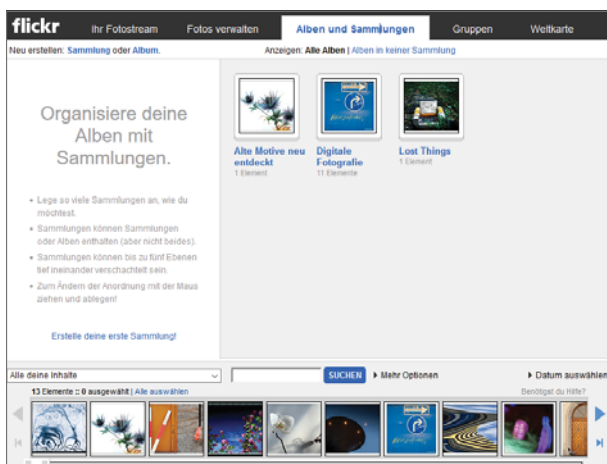 flickr Ihr Fotostream Fotos verwalten Alben und Sammlungen Gruppen Weltkarte
Neu erstellen: Sammlung oder Album. Anzeigen: Alle Alben | Alben in keiner Sammlung
Organisiere deine
Alben mit
Sammlungen.
• Lege so viele Sammlungen an, wie du
möchtest.
• Sammlungen können Sammlungen
oder Alben enthalten (aber nicht beides).
• Sammlungen können bis zu fünf Ebenen
tief ineinander verschachtelt sein.
• Zum Ändern der Anordnung mit der Maus
ziehen und ablegen!
Erstelle deine erste Sammlung!
Alte Motive neu
entdeckt
1 Element
Digitale
Fotografie
11 Elemente
Lost Things
1 Element
Alle deine Inhalte SUCHEN Mehr Optionen Datum auswählen
13 Elemente :: 0 ausgewählt | Alle auswählen Benötigst du Hilfe?